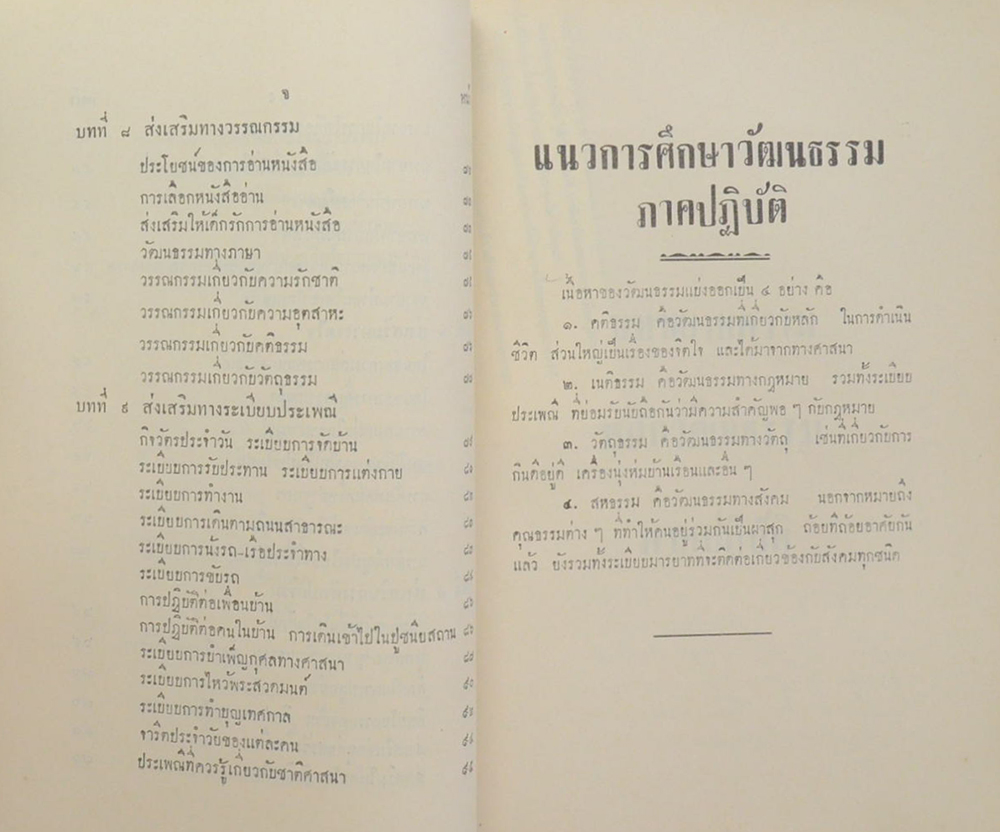 ข
บทที่ ๘ ส่งเสริมทางวรรณกรรม
ประโยชน์ของการอ่านหนังสือ
การเลือกหนังสืออ่าน
ส่งเสริมให้เด็กรักการอ่านหนังสือ
วัฒนธรรมทางภาษา
วรรณกรรมเกี่ยวกับความรักชาติ
วรรณกรรมเกี่ยวกับความอุตสาหะ
วรรณกรรมเกี่ยวกับคติธรรม
วรรณกรรมเกี่ยวกับวัตถุธรรม
บทที่ ๙ ส่งเสริมทางระเบียบประเพณี
กิจวัตรประจำวัน ระเบียบการจัดบ้าน
ระเบียบการรับประทาน ระเบียบการแต่งกาย
ระเบียบการทำงาน
ระเบียบการเดินตามถนนสาธารณะ
ระเบียบการนั่งรถ-เรือประจำทาง
ระเบียบการขับรถ
การปฏิบัติต่อเพื่อนบ้าน
การปฏิบัติต่อคนในบ้าน การเดินเข้าไปในปูชนียสถาน
ระเบียบการบำเพ็ญกุศลทางศาสนา
ระเบียบการไหว้พระสวดมนต์
ระเบียบการทำบุญเทศกาล
จารีตประจำวัยของแต่ละคน
ประเพณีที่ควรรู้เกี่ยวกับชาติศาสนา
แนวการศึกษาวัฒนธรรม
ภาคปฏิบัติ
เนื้อหาของวัฒนธรรมแบ่งออกเป็น ๔ อย่าง คือ
๑. คติธรรม คือวัฒนธรรมที่เกี่ยวกับหลัก ในการดำเนิน
ชีวิต ส่วนใหญ่เป็นเรื่องของจิตใจ และได้มาจากทางศาสนา
๒. เนติธรรม คือวัฒนธรรมทางกฎหมาย รวมทั้งระเบียบ
ประเพณี ที่ยอมรับนับถือกันว่ามีความสำคัญพอ ๆ กับกฎหมาย
๓. วัตถุธรรม คือวัฒนธรรมทางวัตถุ เช่นที่เกี่ยวกับการ
กินดีอยู่ดี เครื่องนุ่งห่มบ้านเรือนและอื่น ๆ
๔. สหธรรม คือวัฒนธรรมทางสังคม นอกจากหมายถึง
คุณธรรมต่าง ๆ ที่ทำให้คนอยู่ร่วมกันเป็นผาสุก ถ้อยทีถ้อยอาศัยกัน
แล้ว ยังรวมทั้งระเบียบมารยาทที่จะติดต่อเกี่ยวข้องกับสังคมทุกชนิด